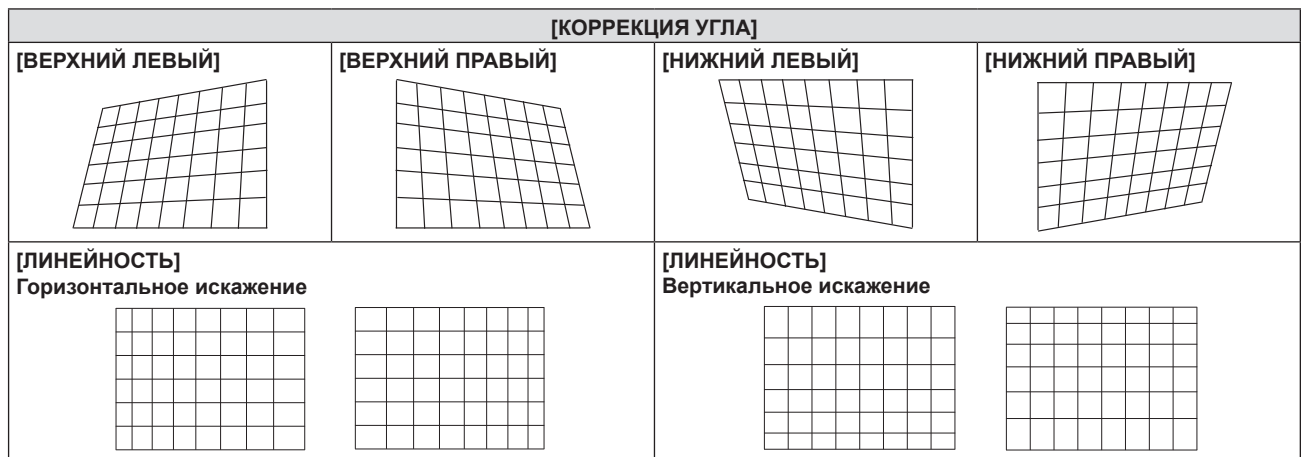 [КОРРЕКЦИЯ УГЛА]
[ВЕРХНИЙ ЛЕВЫЙ]
[ВЕРХНИЙ ПРАВЫЙ]
[НИЖНИЙ ЛЕВЫЙ]
[НИЖНИЙ ПРАВЫЙ]
[ЛИНЕЙНОСТЬ]
Горизонтальное искажение
[ЛИНЕЙНОСТЬ]
Вертикальное искажение